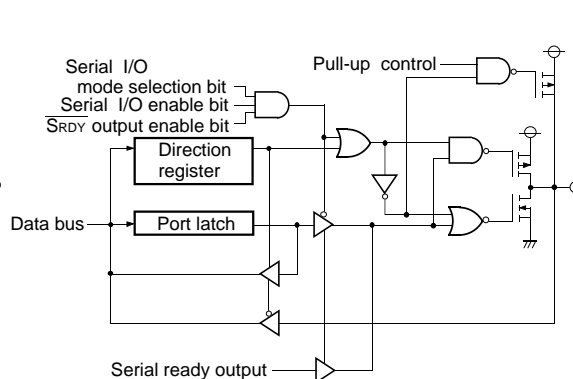 Serial I/O
mode selection bit
Serial I/O enable bit
SRDY output enable bit
Pull-up control
Direction
register
Data bus
Port latch
Serial ready output